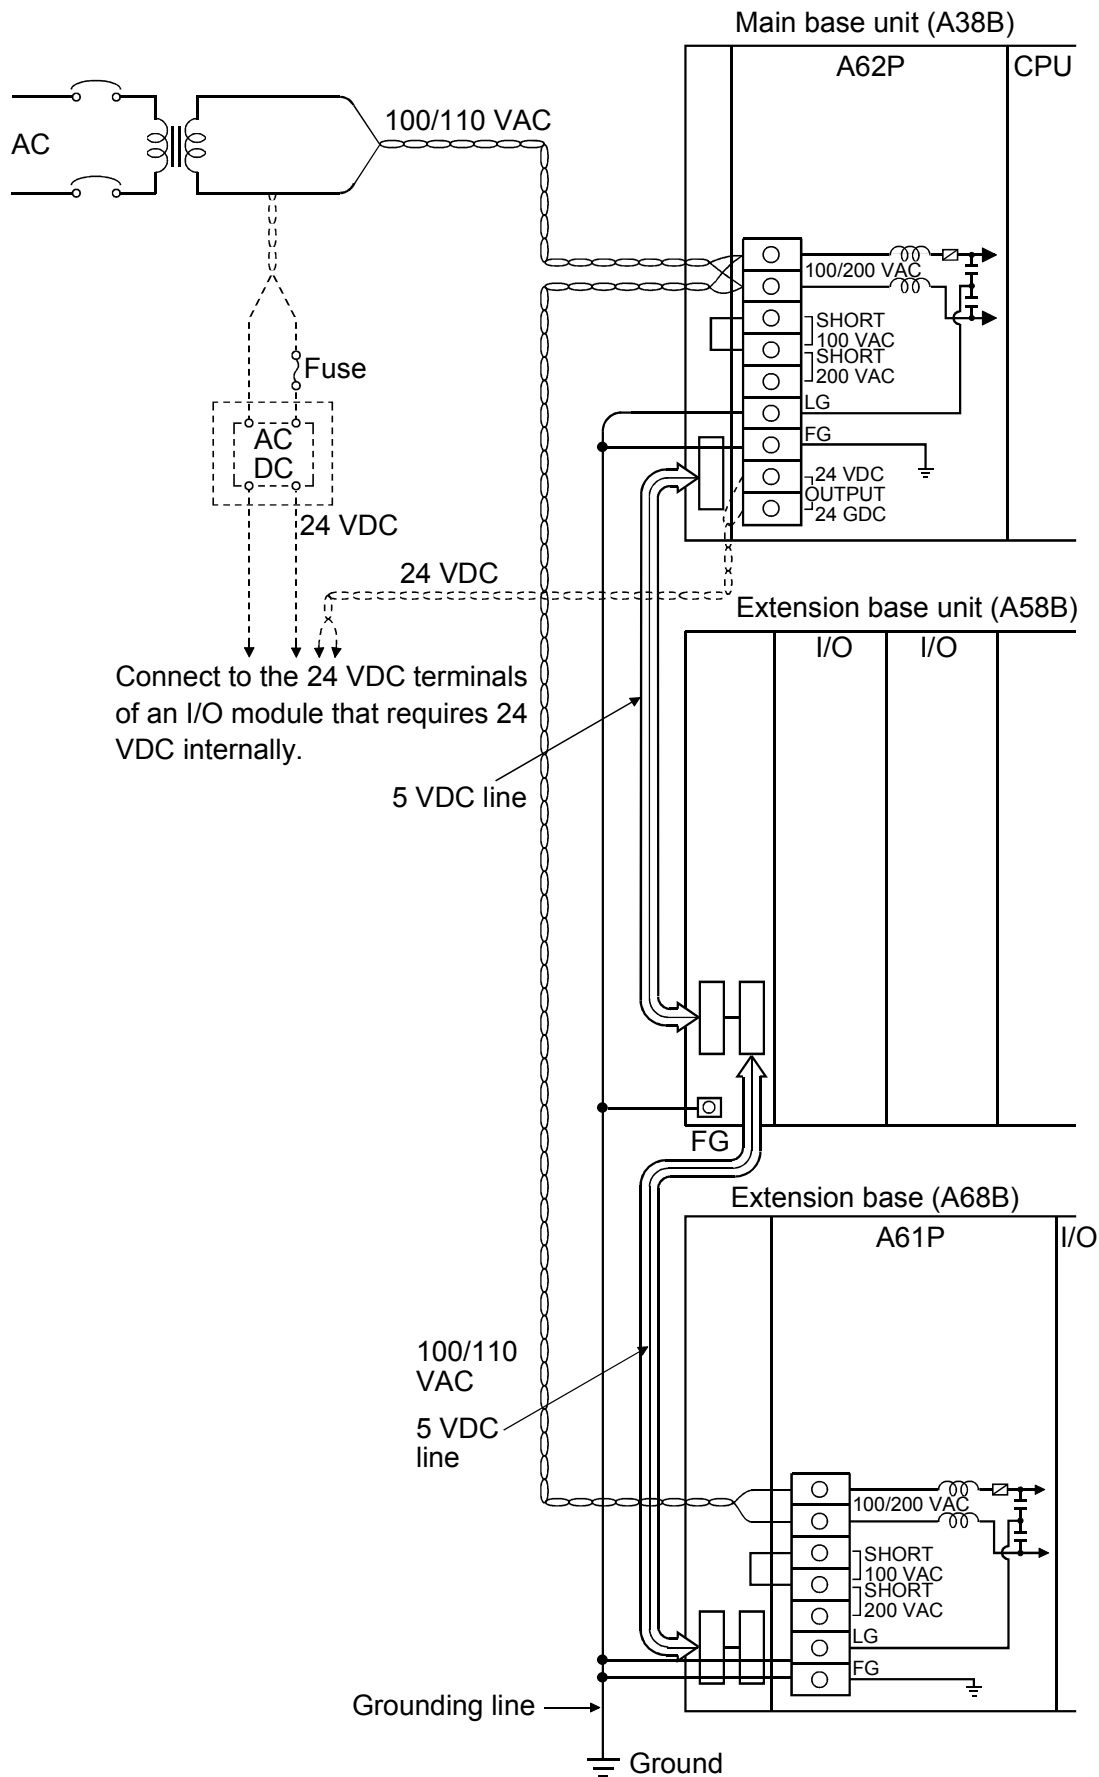 Main base unit (A38B)
A62P
CPU
AC
100/110 VAC
100/200 VAC
SHORT
100 VAC
SHORT
200 VAC
LG
FG
24 VDC
OUTPUT
24 GDC
Fuse
AC
DC
24 VDC
24 VDC
Connect to the 24 VDC terminals
of an I/O module that requires 24
VDC internally.
5 VDC line
Extension base unit (A58B)
I/O
I/O
FG
Extension base (A68B)
A61P
I/O
100/110
VAC
5 VDC
line
100/200 VAC
SHORT
100 VAC
SHORT
200 VAC
LG
FG
Grounding line
Ground